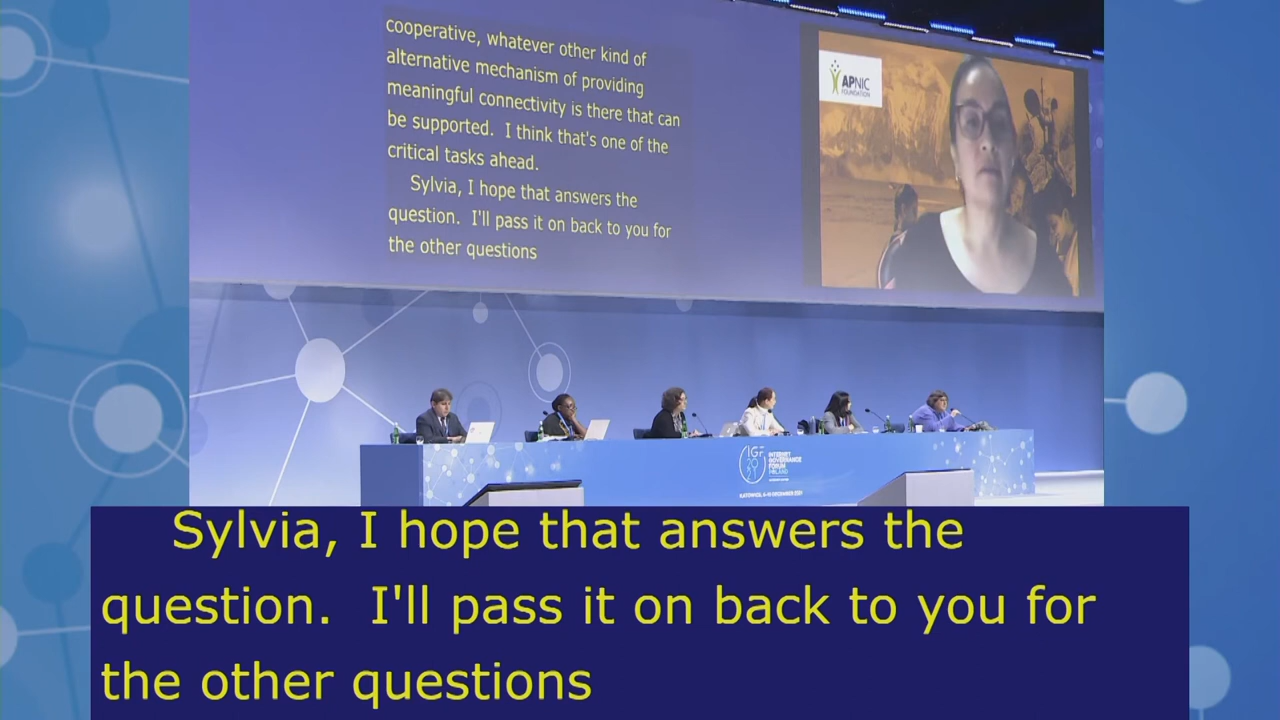 cooperative, whatever other kind of
alternative mechanism of providing
meaningful connectivity is there that can
be supported.  I think that's one of the
critical tasks ahead.
Sylvia, I hope that answers the
question.  I'll pass it on back to you for
the other questions
APNIC
FOUNDATION
IGF
INTERNET
GOVERNANCE
FORUM
POLAND
Sylvia, I hope that answers the
question.  I'll pass it on back to you for
the other questions